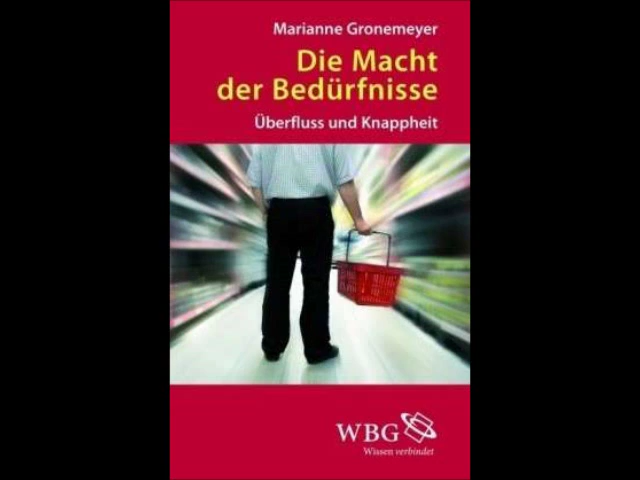 Marianne Gronemeyer
Die Macht
der Bedürfnisse
Überfluss und Knappheit
WBG
Wissen verbindet